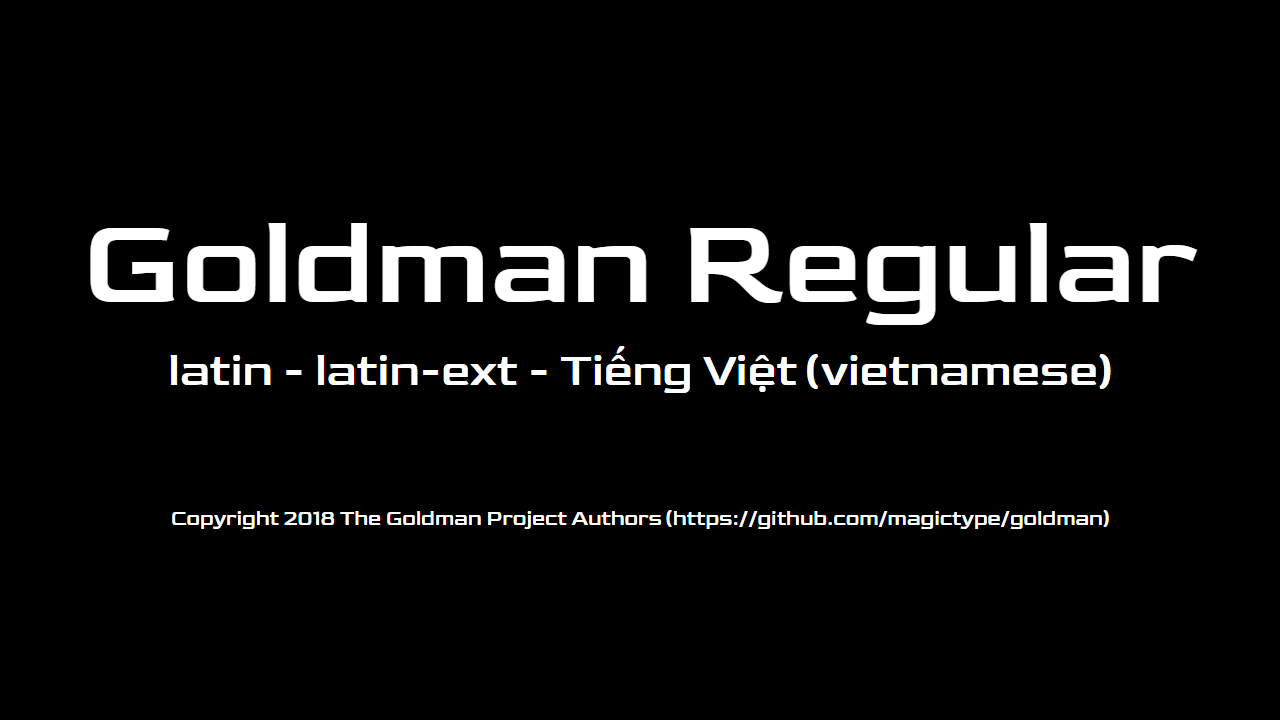 Goldman Regular
latin - latin-ext - Tiếng Việt (vietnamese)
Copyright 2018 The Goldman Project Authors (https://github.com/magictype/goldman)